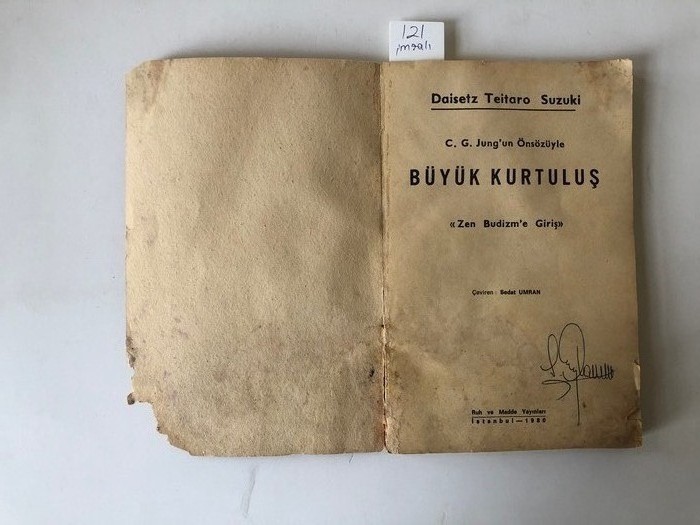 121
imzalı
Daisetz Teitaro Suzuki
C. G. Jung'un Önsözüyle
BÜYÜK KURTULUŞ
«Zen Budizm'e Giriş»
Çeviren : Sedat UMRAN
Ruh ve Madde Yayınları
İstanbul — 1980